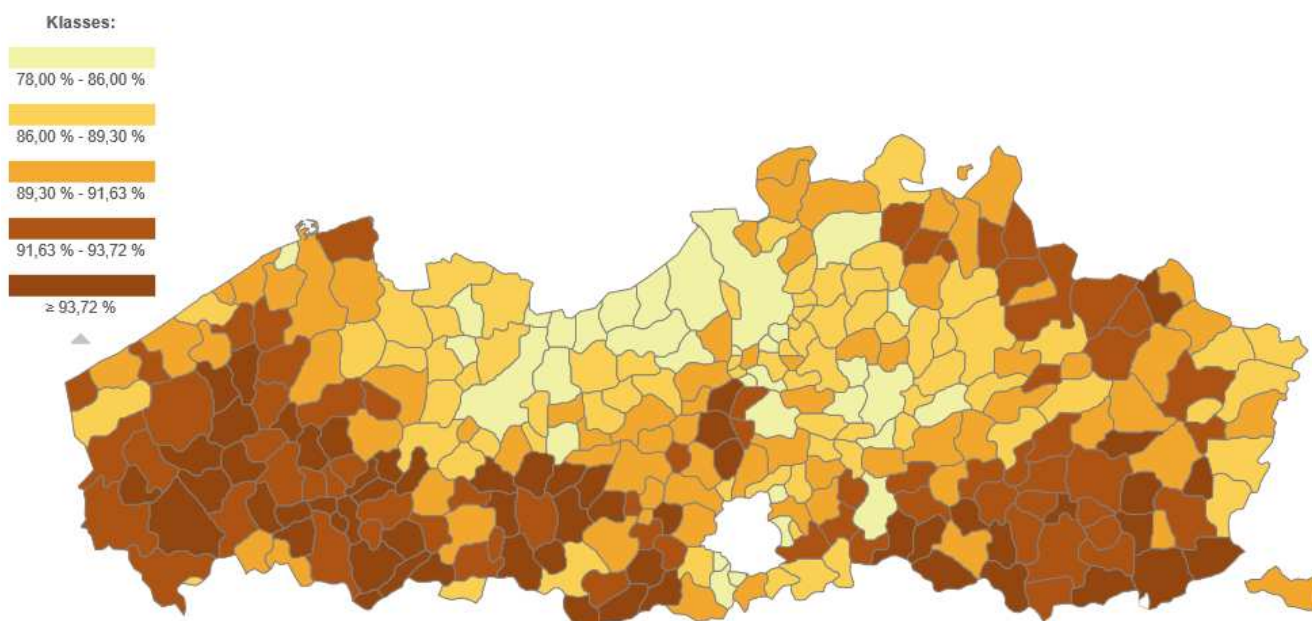 Klasses:
78,00 % - 86,00 %
86,00 % - 89,30 %
89,30 % - 91,63 %
91,63 % - 93,72 %
≥ 93,72 %